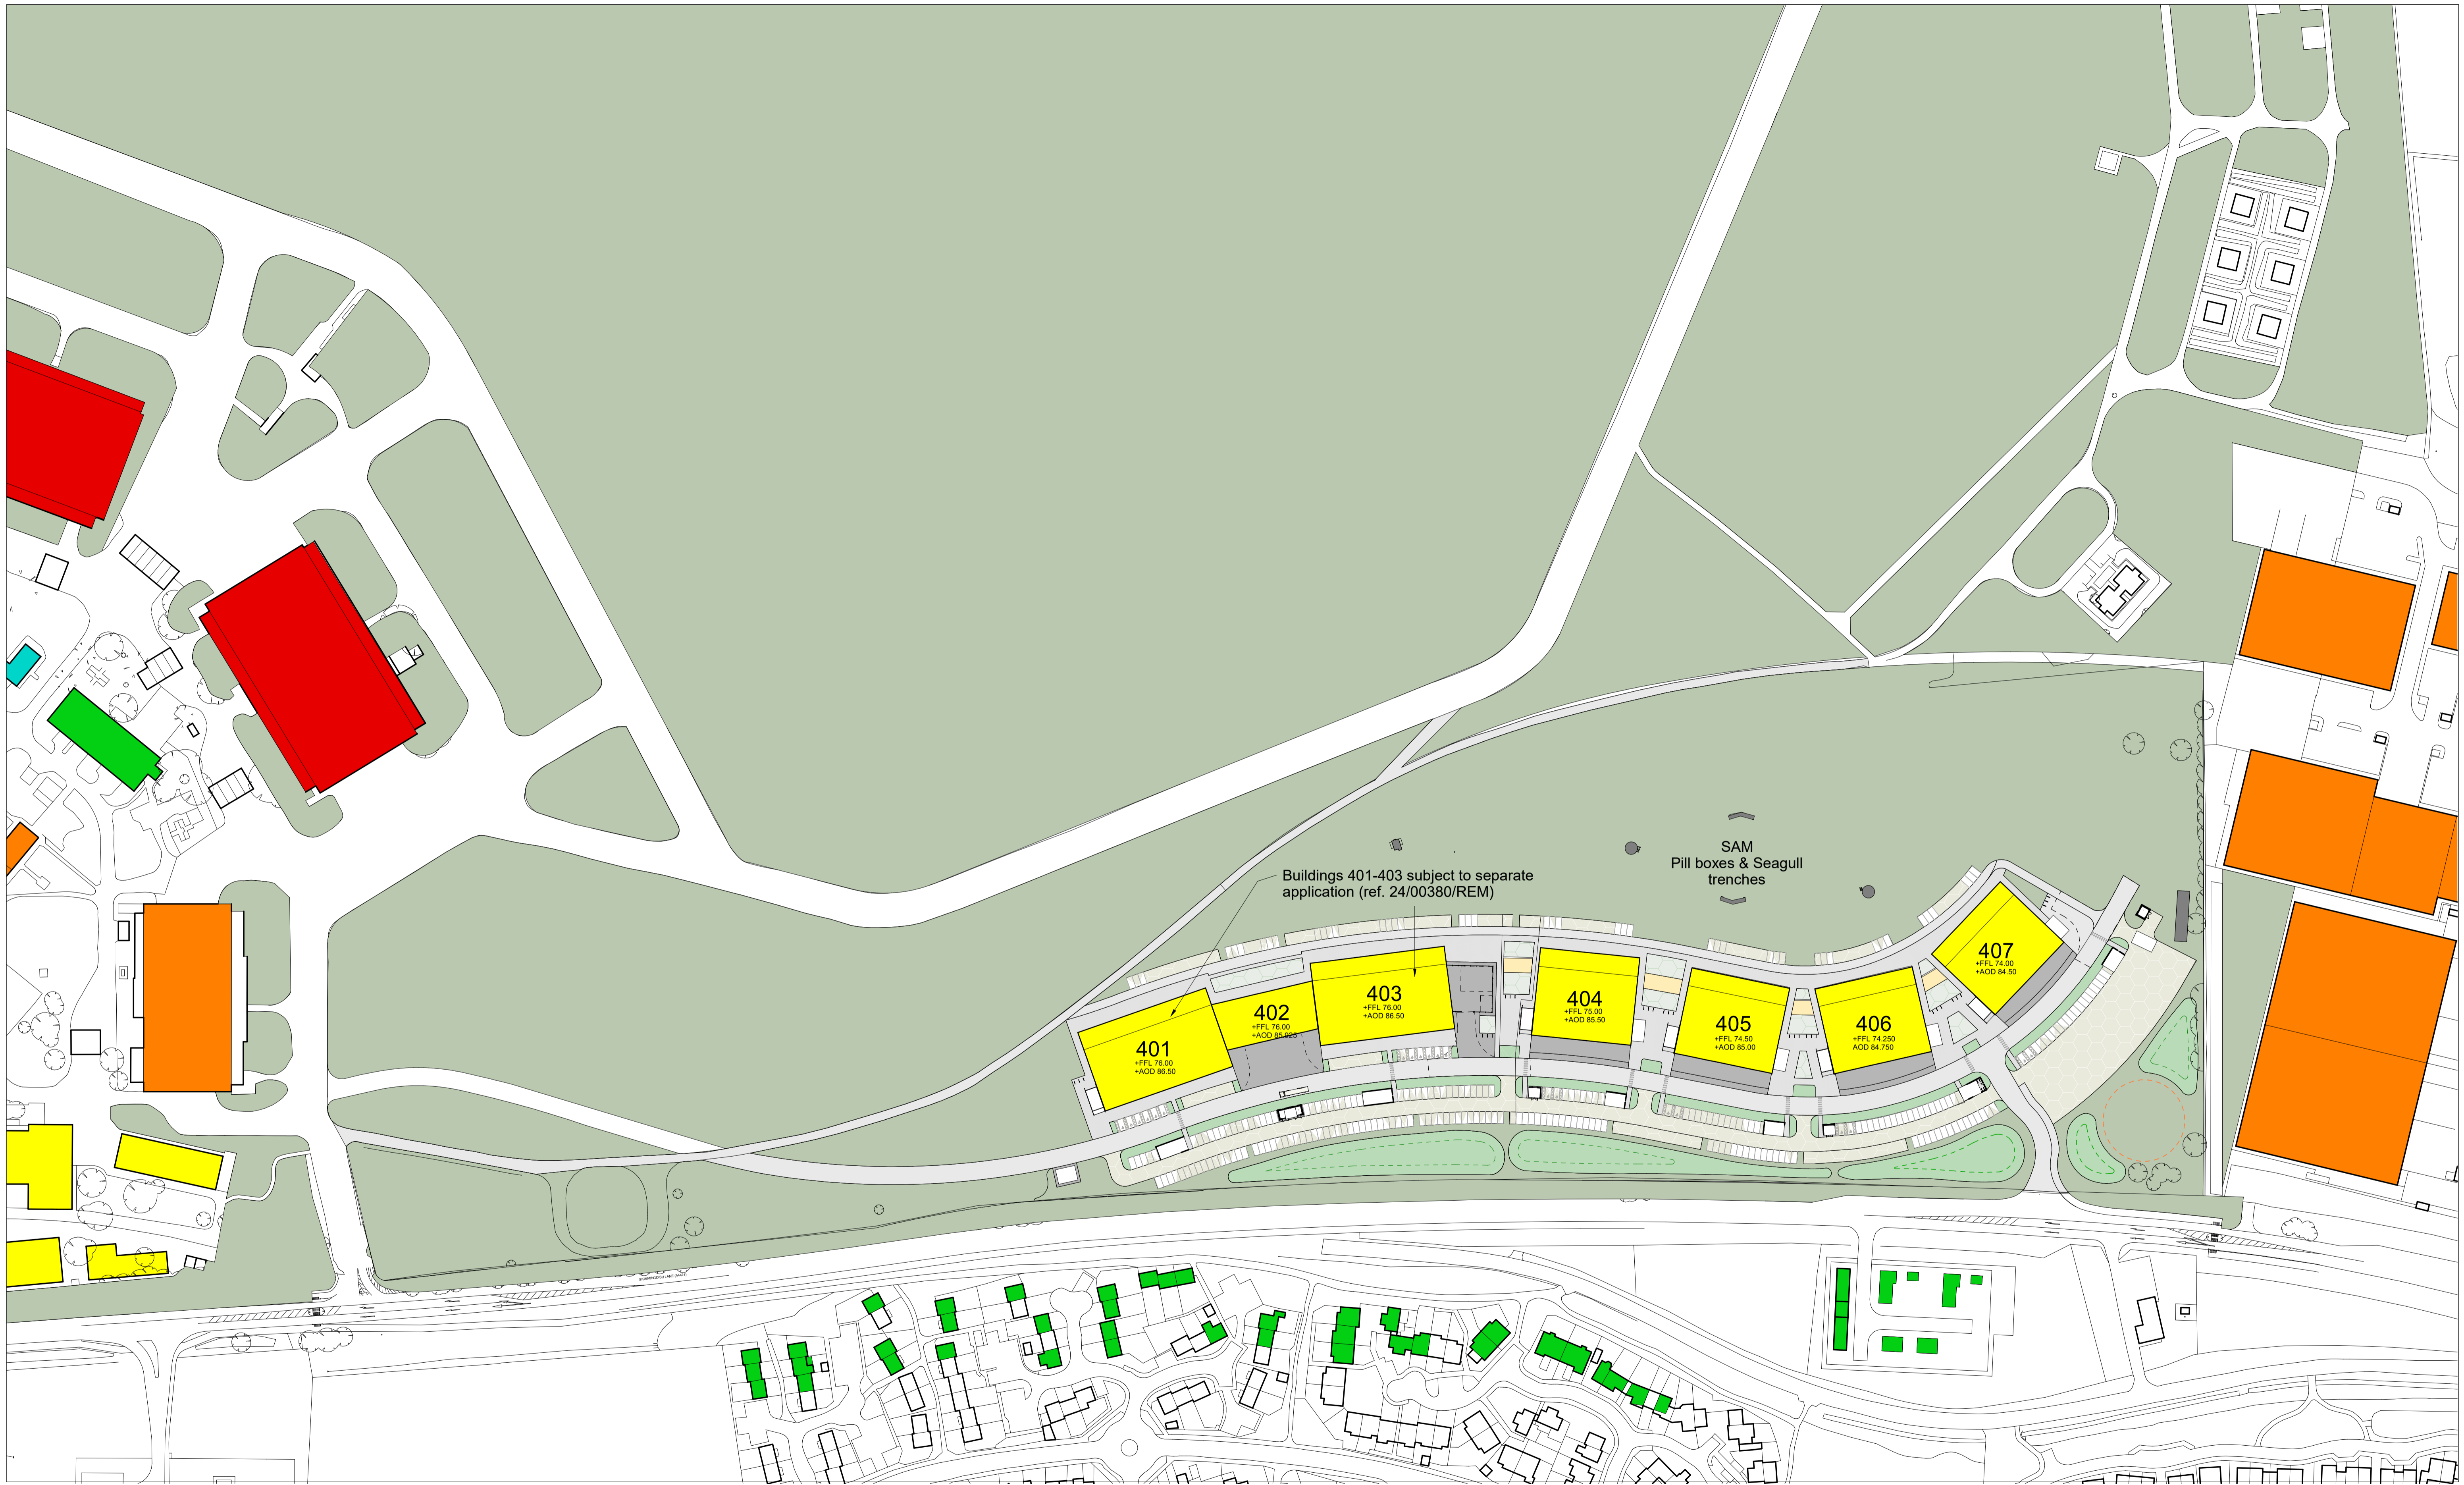 SAM
Pill boxes & Seagull
trenches
Buildings 401-403 subject to separate
application (ref. 24/00380/REM)
407
+FFL 74.00
+AOD 84.50
403
+FFL 76.00
+AOD 86.50
404
+FFL 75.00
+AOD 85.50
402
+FFL 76.00
+AOD 85.925
405
+FFL 74.50
+AOD 85.00
406
+FFL 74.250
AOD 84.750
401
+FFL 76.00
+AOD 86.50